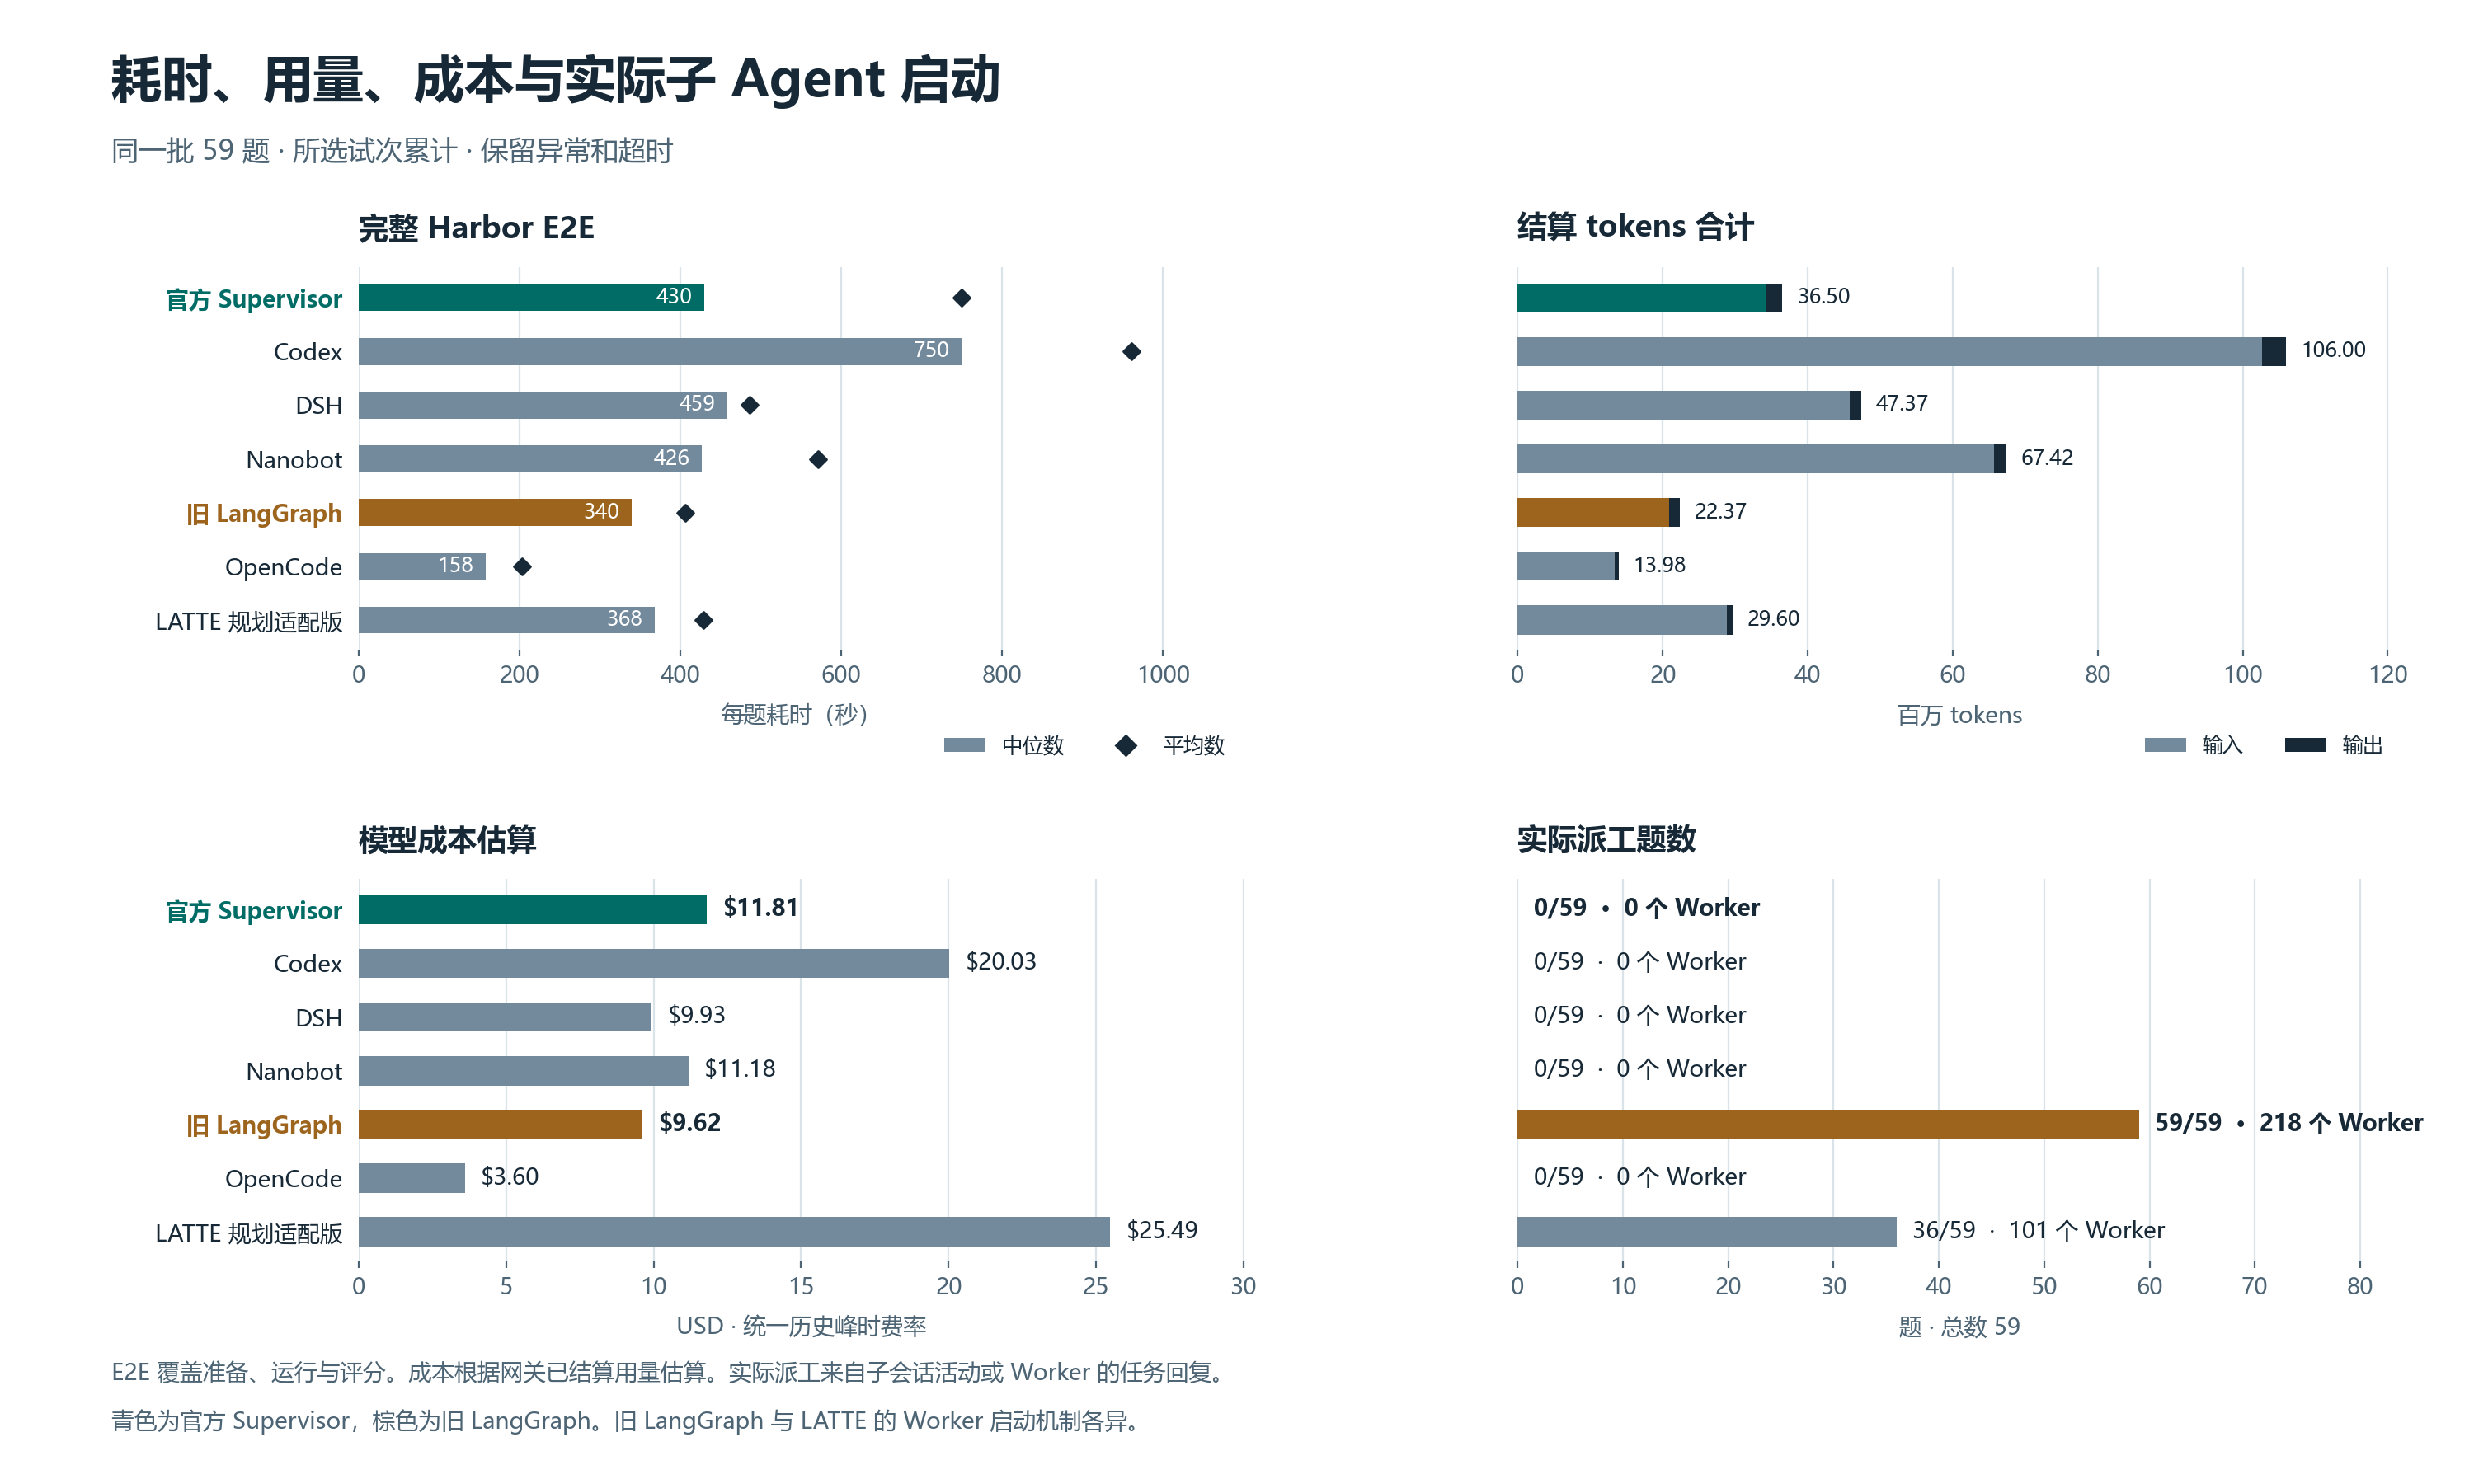 耗时、用量、成本与实际子 Agent 启动
同一批 59 题 · 所选试次累计 · 保留异常和超时
完整 Harbor E2E
官方 Supervisor
430
Codex
750
DSH
459
Nanobot
426
旧 LangGraph
340
OpenCode
158
LATTE 规划适配版
368
0 200 400 600 800 1000
每题耗时（秒）
中位数 平均数
结算 tokens 合计
36.50
106.00
47.37
67.42
22.37
13.98
29.60
0 20 40 60 80 100 120
百万 tokens
输入 输出
模型成本估算
官方 Supervisor
$11.81
Codex
$20.03
DSH
$9.93
Nanobot
$11.18
旧 LangGraph
$9.62
OpenCode
$3.60
LATTE 规划适配版
$25.49
0 5 10 15 20 25 30
USD · 统一历史峰时费率
实际派工题数
0/59 · 0 个 Worker
0/59 · 0 个 Worker
0/59 · 0 个 Worker
0/59 · 0 个 Worker
59/59 · 218 个 Worker
0/59 · 0 个 Worker
36/59 · 101 个 Worker
0 10 20 30 40 50 60 70 80
题 · 总数 59
E2E 覆盖准备、运行与评分。成本根据网关已结算用量估算。实际派工来自子会话活动或 Worker 的任务回复。
青色为官方 Supervisor，棕色为旧 LangGraph。旧 LangGraph 与 LATTE 的 Worker 启动机制各异。